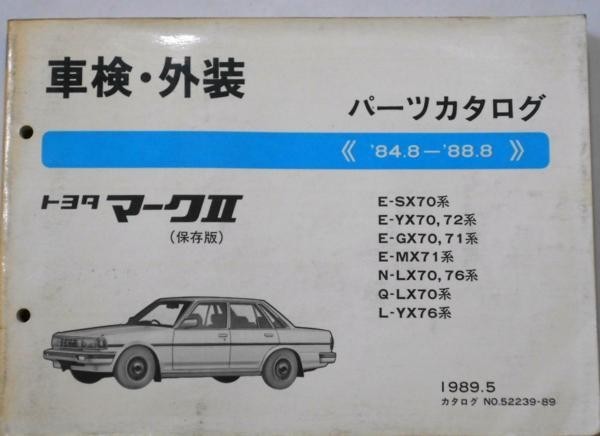 車検・外装
パーツカタログ
《 '84.8－'88.8 》
トヨタ マークII
（保存版）
E-SX70系
E-YX70,72系
E-GX70,71系
E-MX71系
N-LX70,76系
Q-LX70系
L-YX76系
1989.5
カタログ NO.52239-89